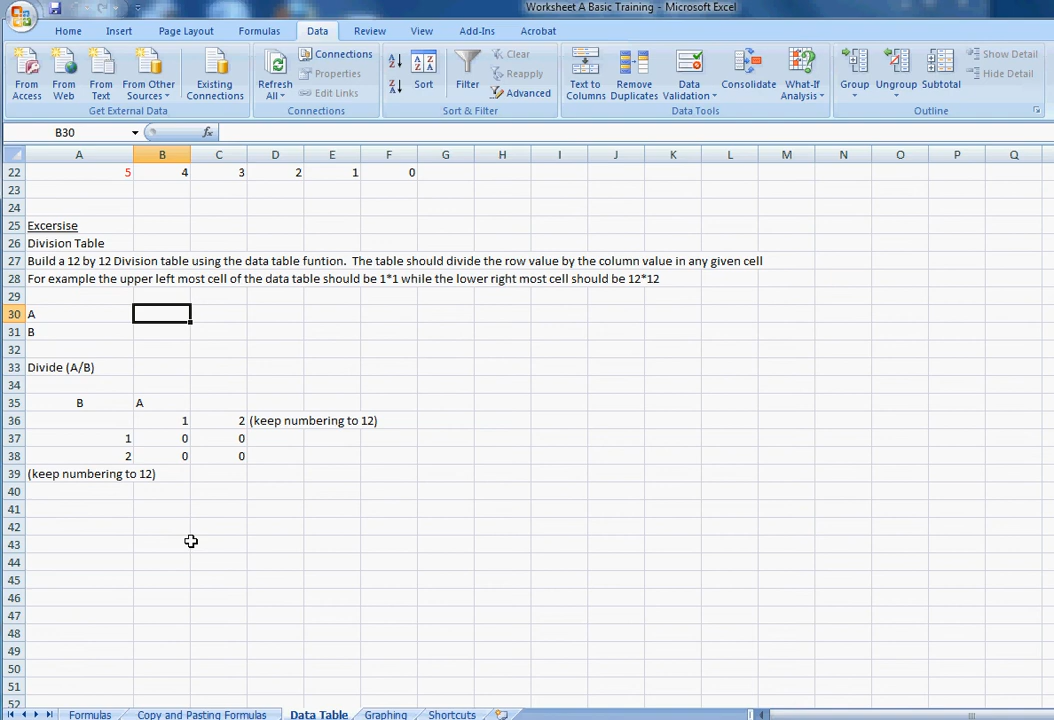 Worksheet A Basic Training - Microsoft Excel
Home Insert Page Layout Formulas Data Review View Add-Ins Acrobat
From Access From Web From Text From Other Sources Existing Connections Refresh All Connections Properties Edit Links Sort Filter Clear Reapply Advanced Text to Columns Remove Duplicates Data Validation Consolidate What-If Analysis Group Ungroup Subtotal Show Detail Hide Detail
Get External Data Connections Sort & Filter Data Tools Outline
B30 fx
A B C D E F G H I J K L M N O P Q
22 5 4 3 2 1 0
23
24
25 Excersise
26 Division Table
27 Build a 12 by 12 Division table using the data table funtion. The table should divide the row value by the column value in any given cell
28 For example the upper left most cell of the data table should be 1*1 while the lower right most cell should be 12*12
29
30 A
31 B
32
33 Divide (A/B)
34
35 B A
36 1 2 (keep numbering to 12)
37 1 0 0
38 2 0 0
39 (keep numbering to 12)
40
41
42
43
44
45
46
47
48
49
50
51
52
Formulas Copy and Pasting Formulas Data Table Graphing Shortcuts